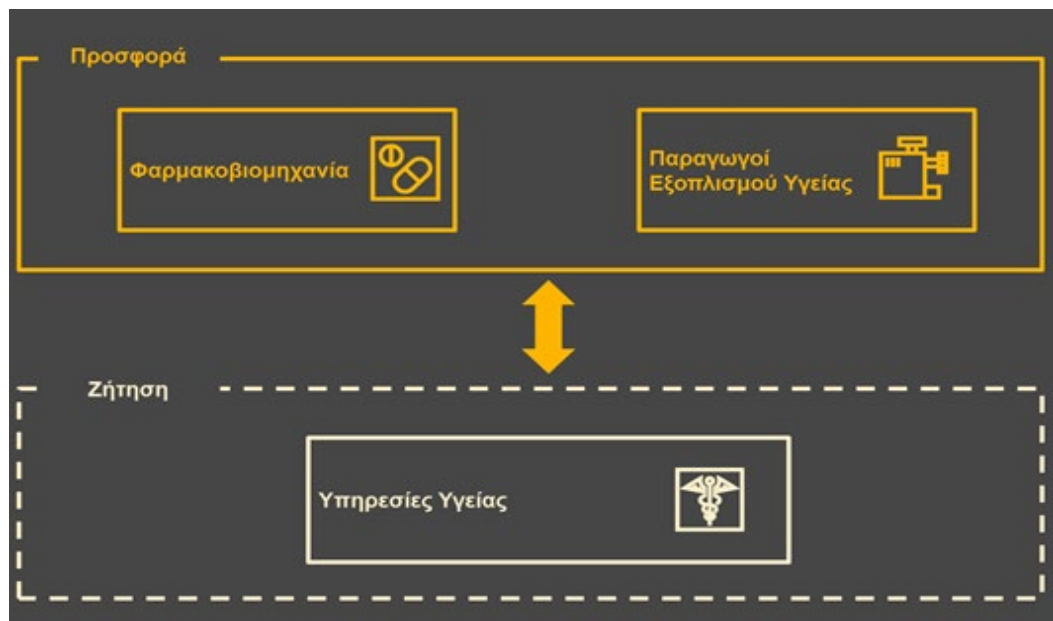 Προσφορά
Φαρμακοβιομηχανία
Παραγωγοί
Εξοπλισμού Υγείας
Ζήτηση
Υπηρεσίες Υγείας